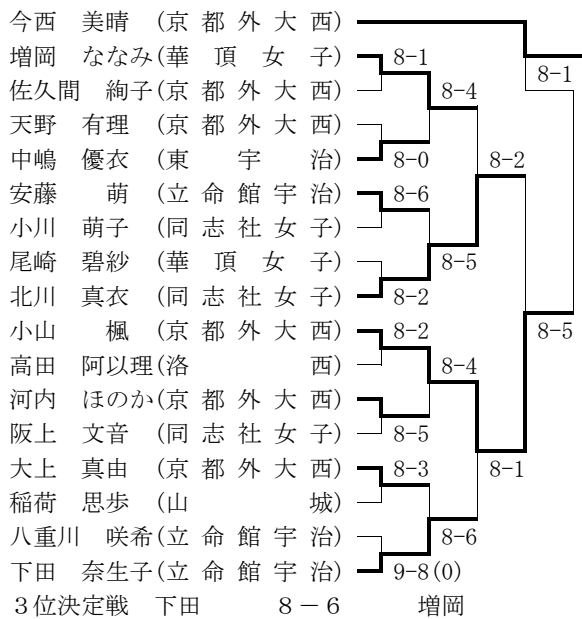 今西 美晴 (京都外大西)
増岡 ななみ(華頂女子) 8-1 8-1
佐久間 絢子(京都外大西) 8-4
天野 有理 (京都外大西)
中嶋 優衣 (東宇治) 8-0 8-2
安藤 萌 (立命館宇治) 8-6
小川 萌子 (同志社女子)
尾崎 碧紗 (華頂女子) 8-5
北川 真衣 (同志社女子) 8-2
小山 楓 (京都外大西) 8-2 8-5
高田 阿以理(洛西) 8-4
河内 ほのか(京都外大西)
阪上 文音 (同志社女子) 8-5
大上 真由 (京都外大西) 8-3 8-1
稲荷 思歩 (山城)
八重川 咲希(立命館宇治) 8-6
下田 奈生子(立命館宇治) 9-8(0)
3位決定戦 下田 8-6 増岡